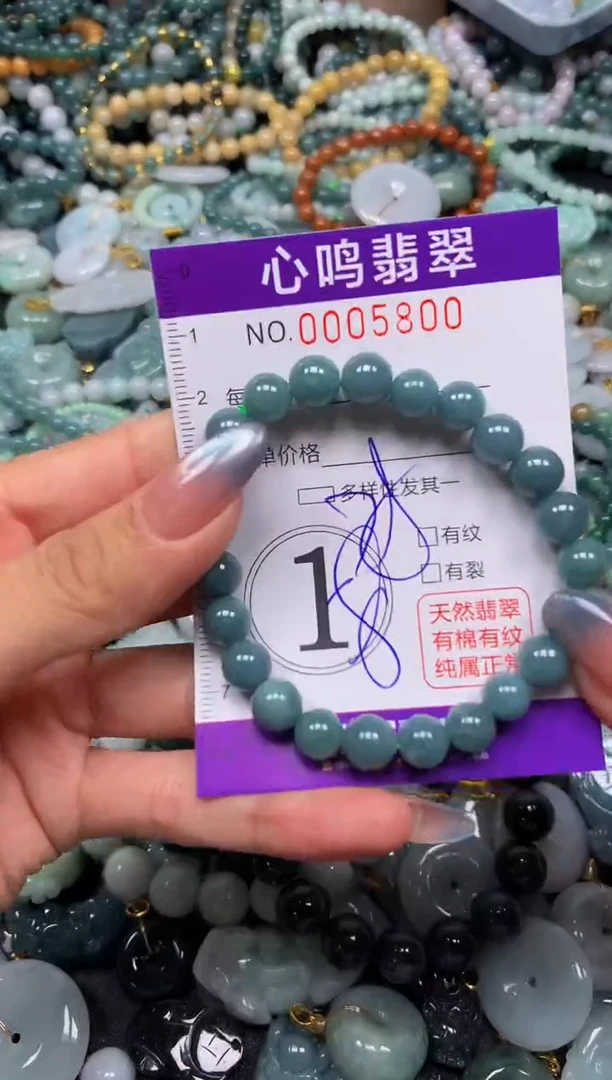 心鸣翡翠
0
NO.0005800
1
2
每
单价格
多样性发其一
有纹
有裂
1
天然翡翠
有棉有纹
纯属正常
7